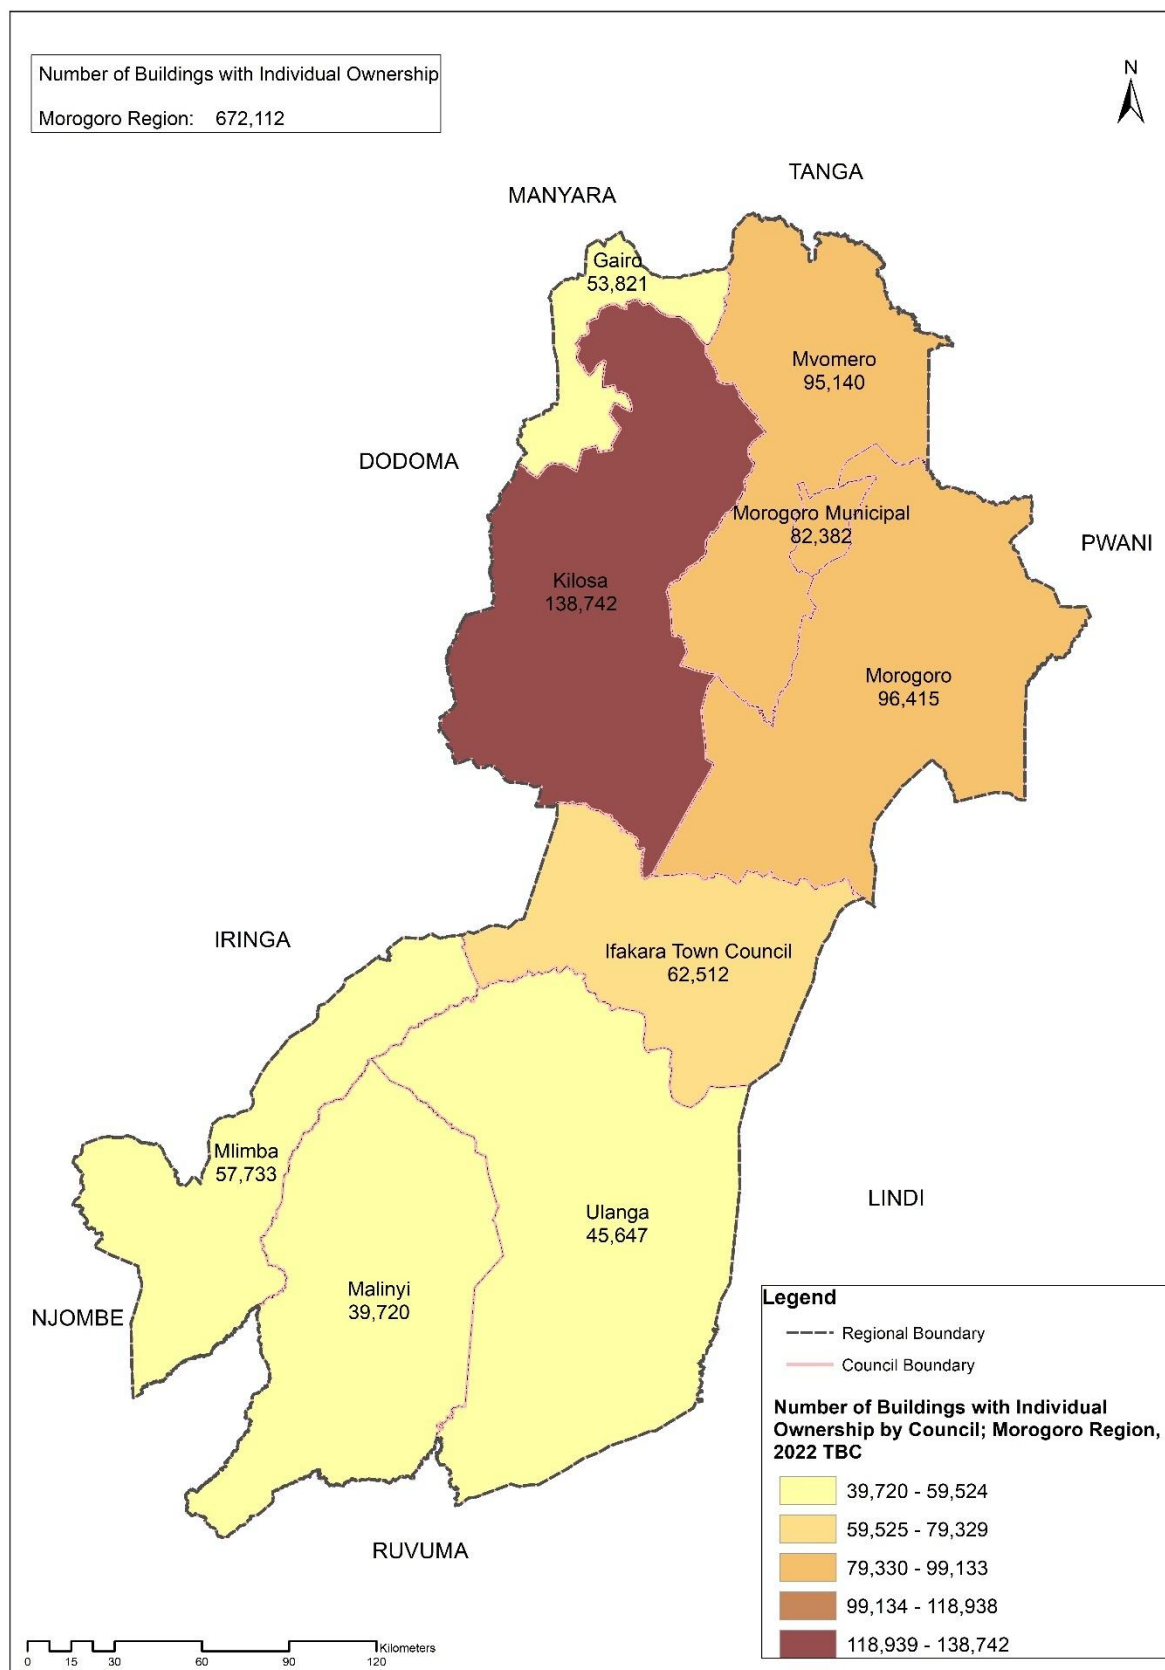 Number of Buildings with Individual Ownership
Morogoro Region: 672,112
N
TANGA
MANYARA
Gairo
53,821
Mvomero
95,140
DODOMA
Morogoro Municipal
82,382
PWANI
Kilosa
138,742
Morogoro
96,415
IRINGA
Ifakara Town Council
62,512
Mlimba
57,733
LINDI
Ulanga
45,647
Malinyi
39,720
NJOMBE
RUVUMA
Legend
Regional Boundary
Council Boundary
Number of Buildings with Individual
Ownership by Council; Morogoro Region,
2022 TBC
39,720 - 59,524
59,525 - 79,329
79,330 - 99,133
99,134 - 118,938
118,939 - 138,742
Kilometers
0 15 30 60 90 120